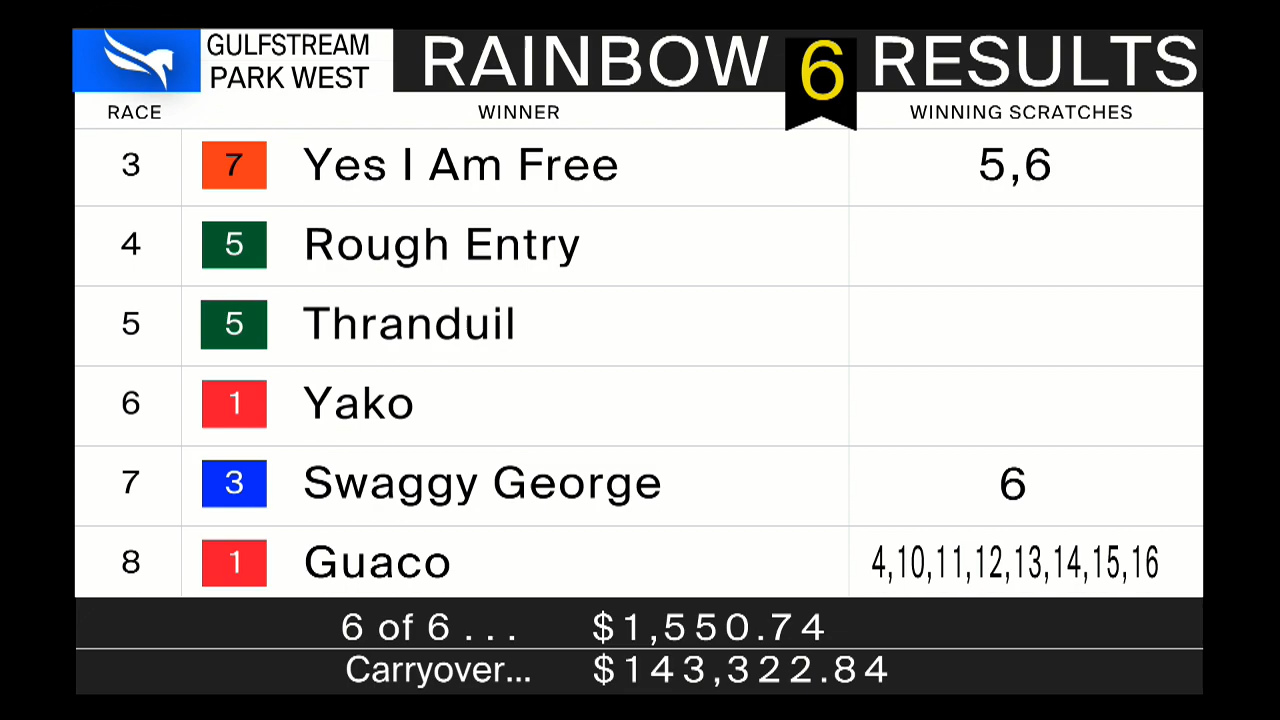 GULFSTREAM
PARK WEST
RAINBOW 6 RESULTS
RACE WINNER WINNING SCRATCHES
3 7 Yes I Am Free 5,6
4 5 Rough Entry
5 5 Thranduil
6 1 Yako
7 3 Swaggy George 6
8 1 Guaco 4,10,11,12,13,14,15,16
6 of 6 . . . $1,550.74
Carryover... $143,322.84